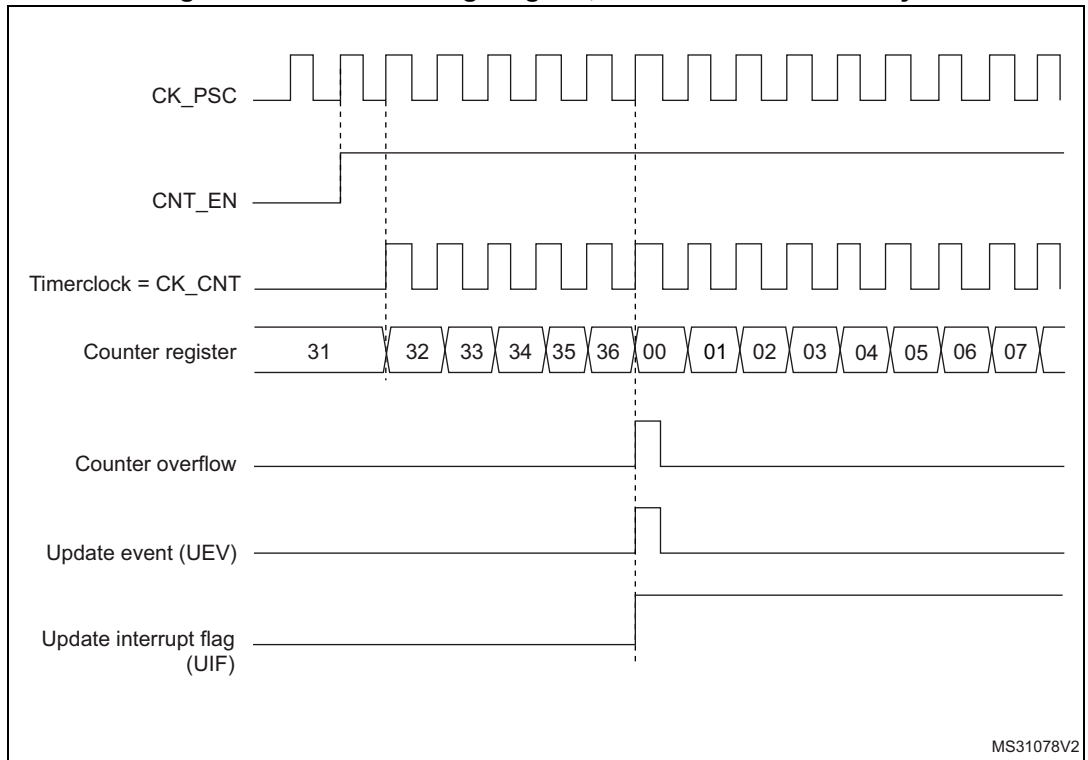 CK_PSC
CNT_EN
Timerclock = CK_CNT
Counter register 31 32 33 34 35 36 00 01 02 03 04 05 06 07
Counter overflow
Update event (UEV)
Update interrupt flag
(UIF)
MS31078V2